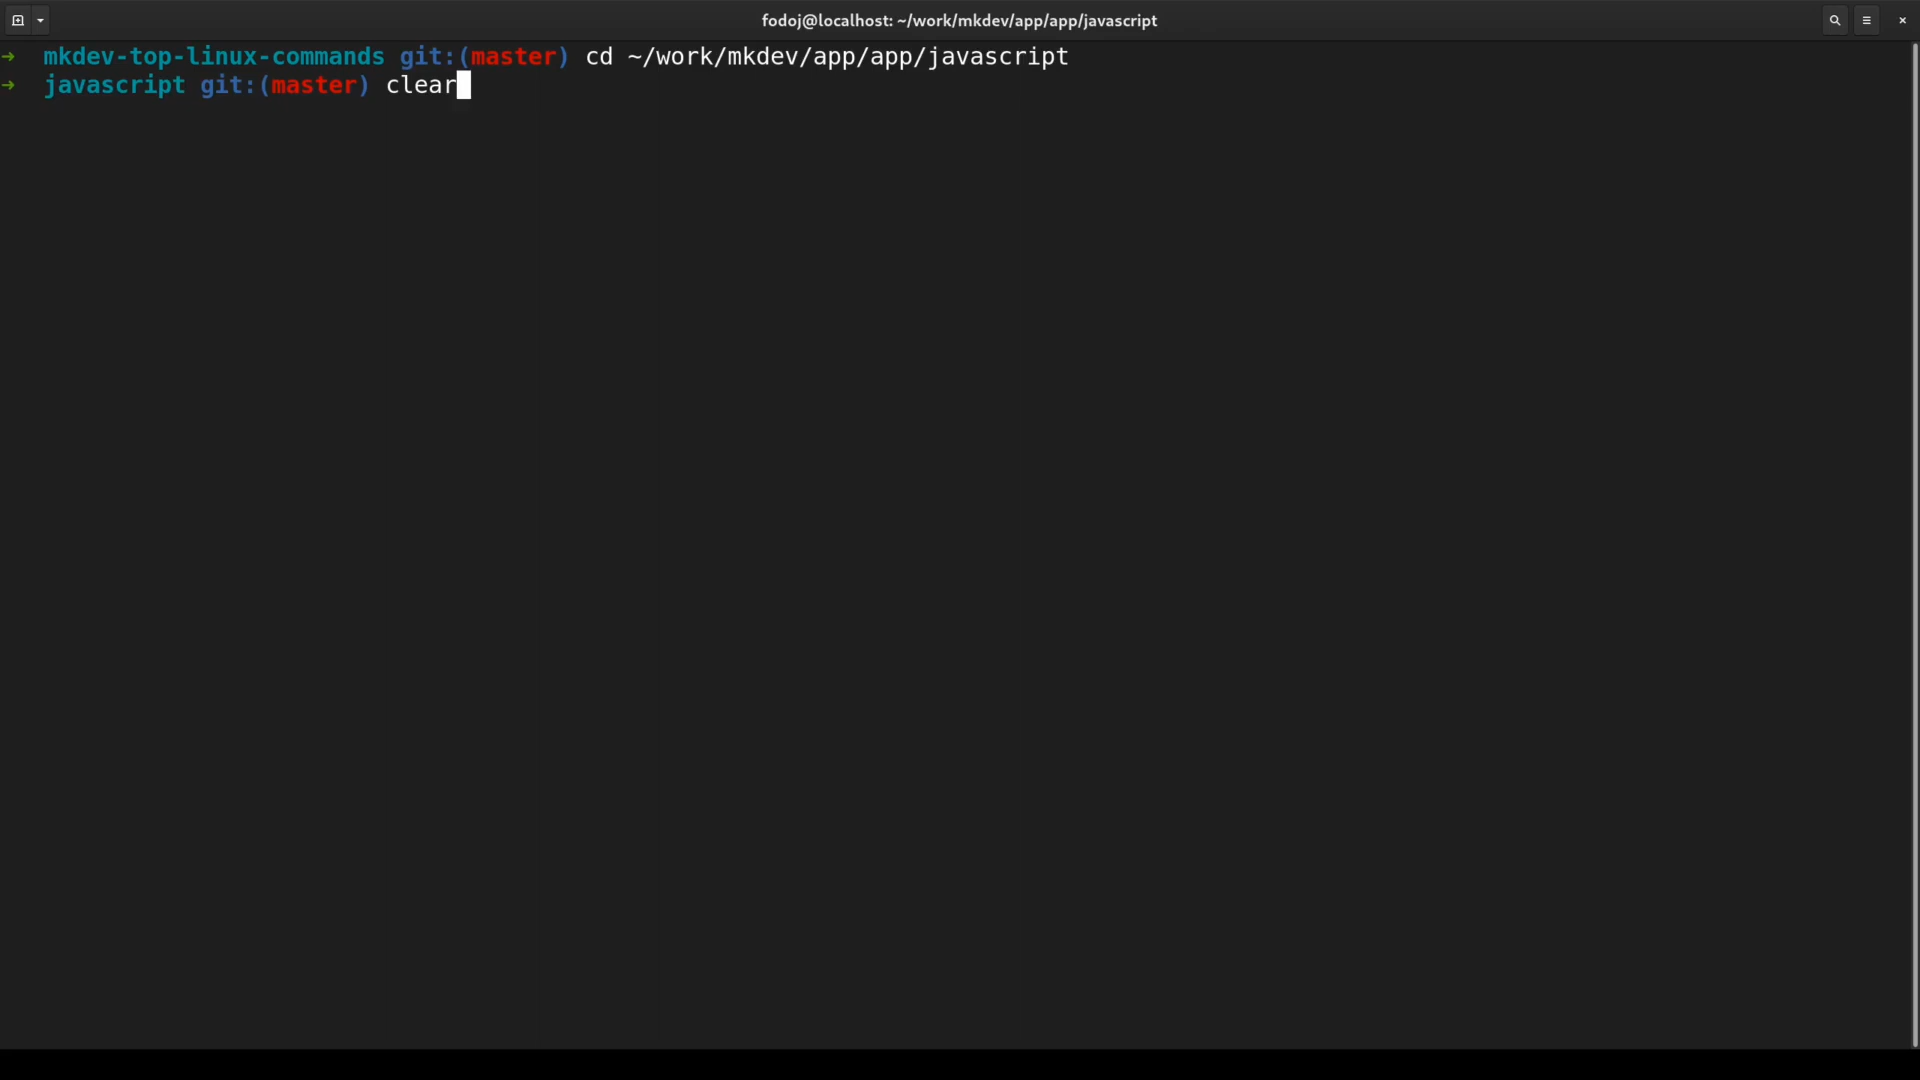 fodoj@localhost: ~/work/mkdev/app/app/javascript
→ mkdev-top-linux-commands git:(master) cd ~/work/mkdev/app/app/javascript
→ javascript git:(master) clear